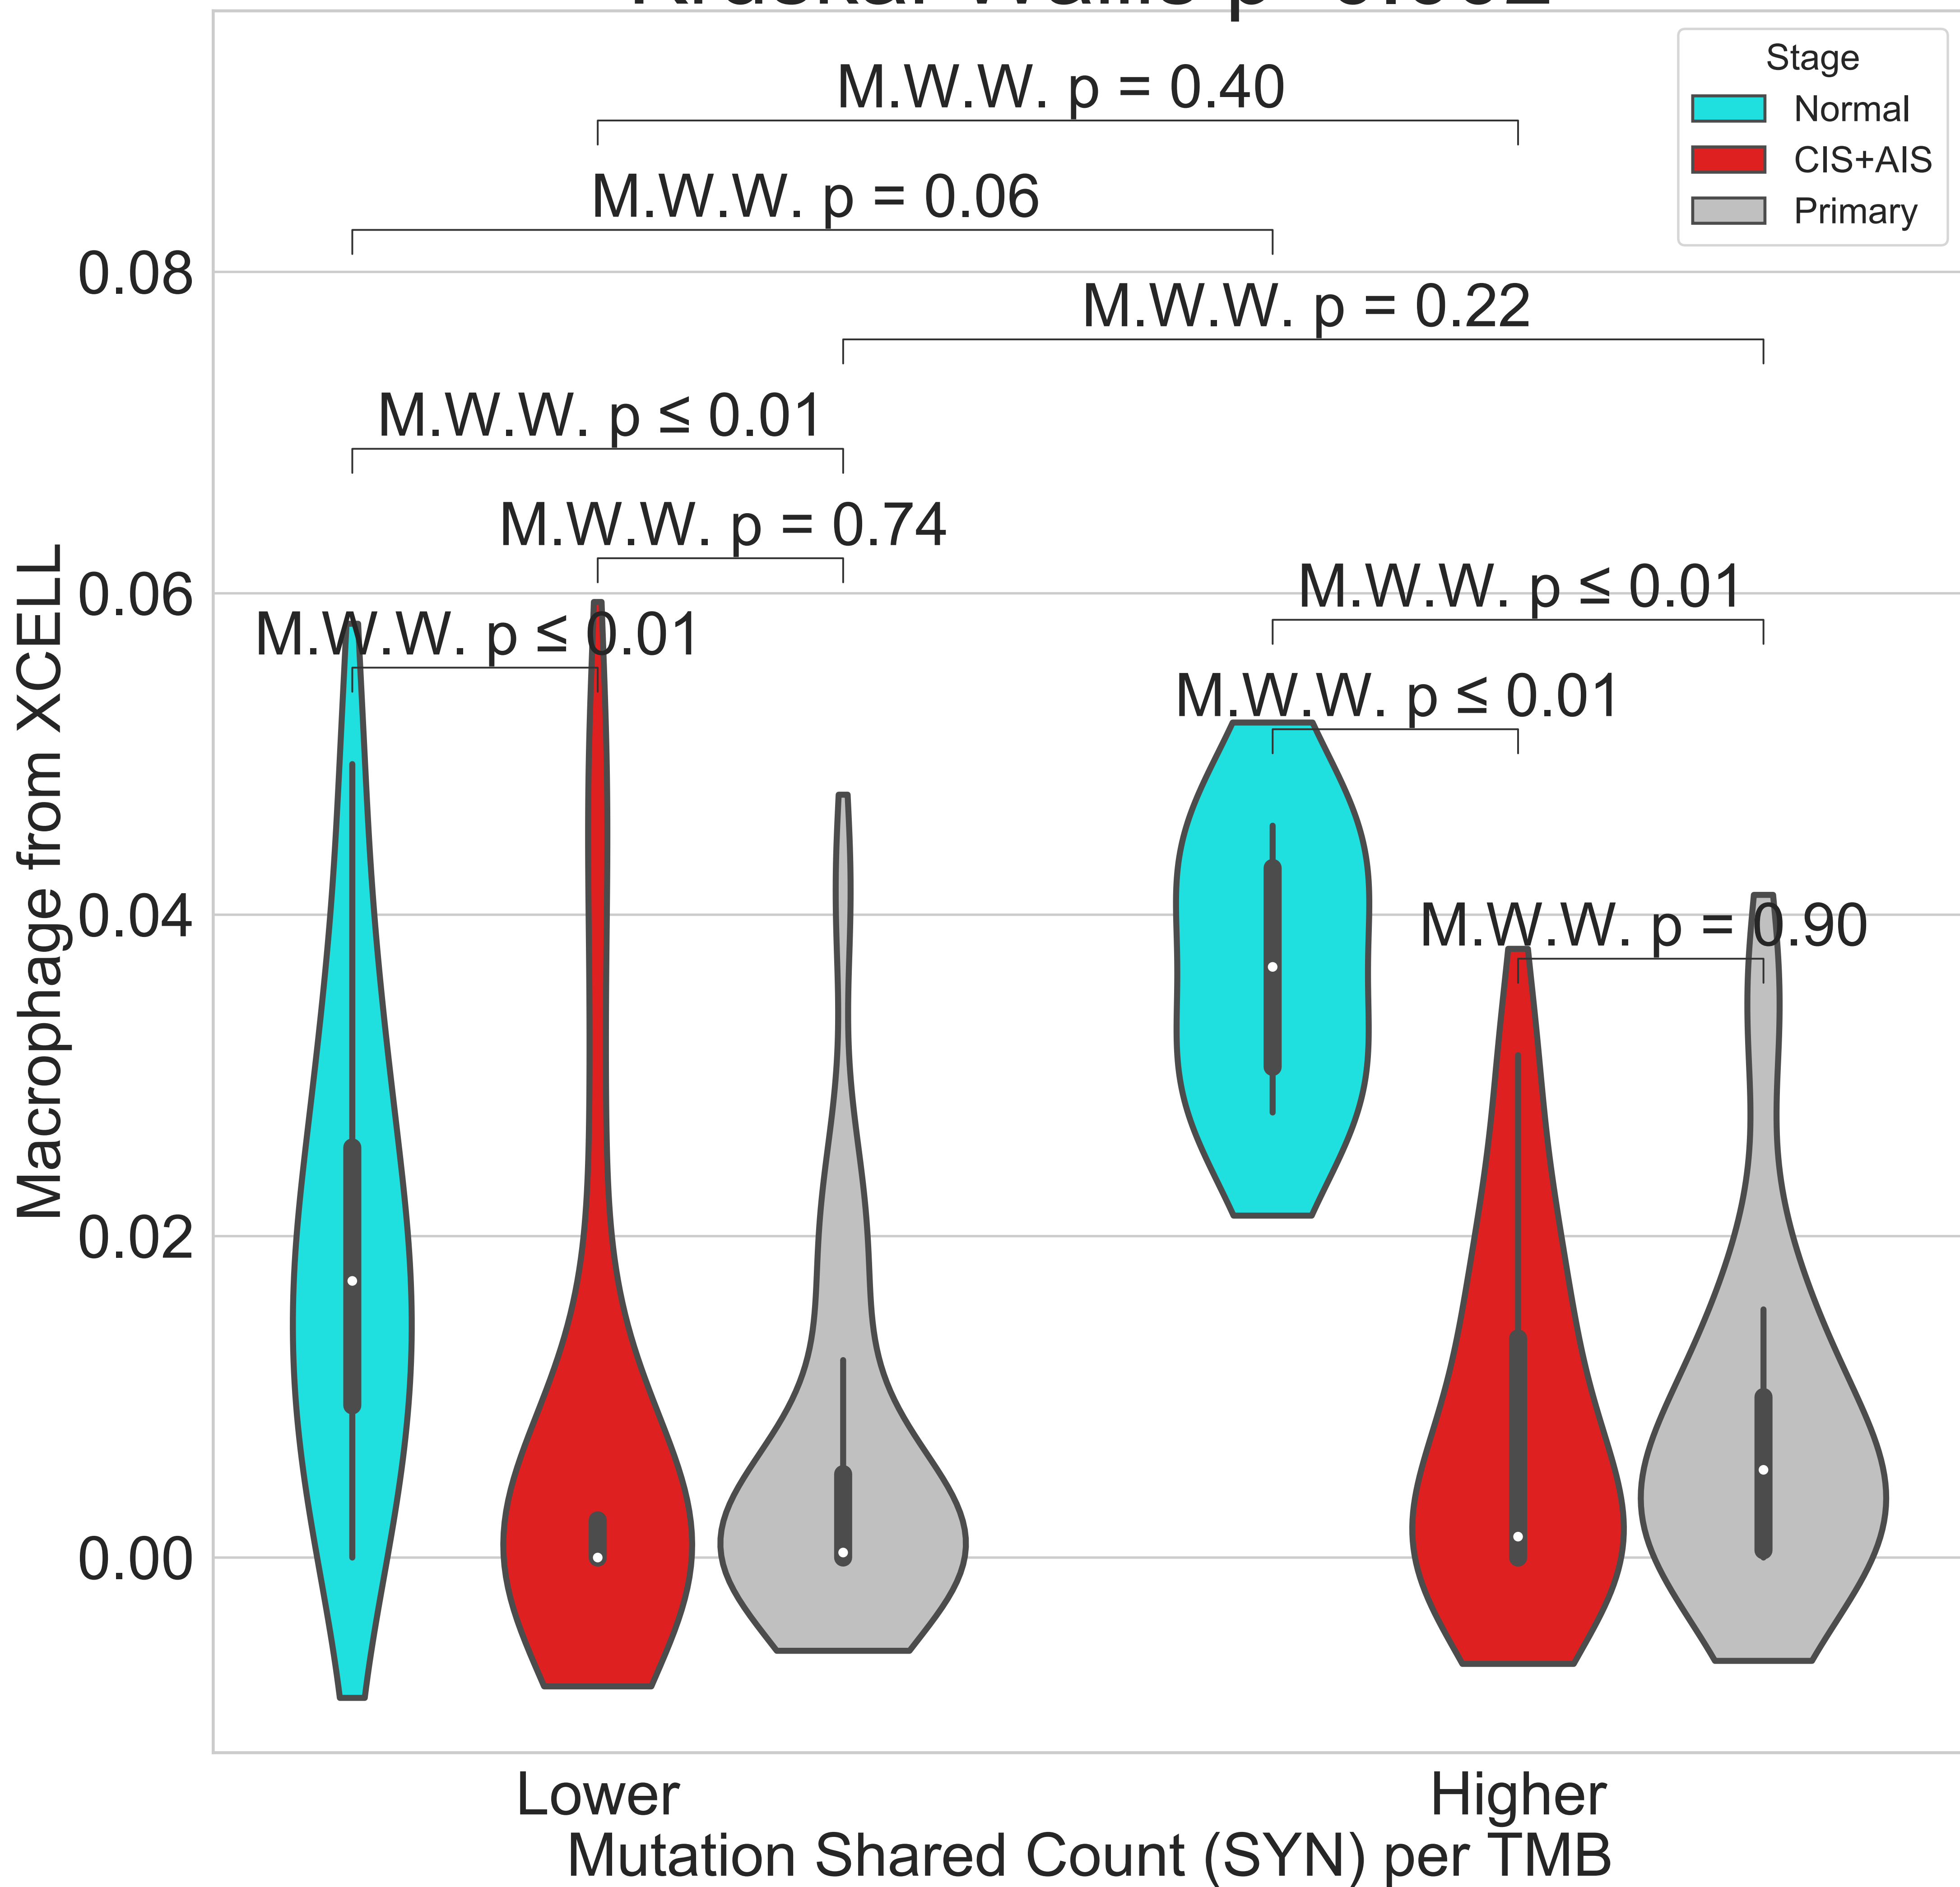 M.W.W. p = 0.40
Stage
Normal
CIS+AIS
Primary
M.W.W. p = 0.06
M.W.W. p = 0.22
M.W.W. p ≤ 0.01
M.W.W. p = 0.74
M.W.W. p ≤ 0.01
M.W.W. p ≤ 0.01
M.W.W. p ≤ 0.01
M.W.W. p = 0.90
Macrophage from XCELL
0.08
0.06
0.04
0.02
0.00
Lower
Higher
Mutation Shared Count (SYN) per TMB